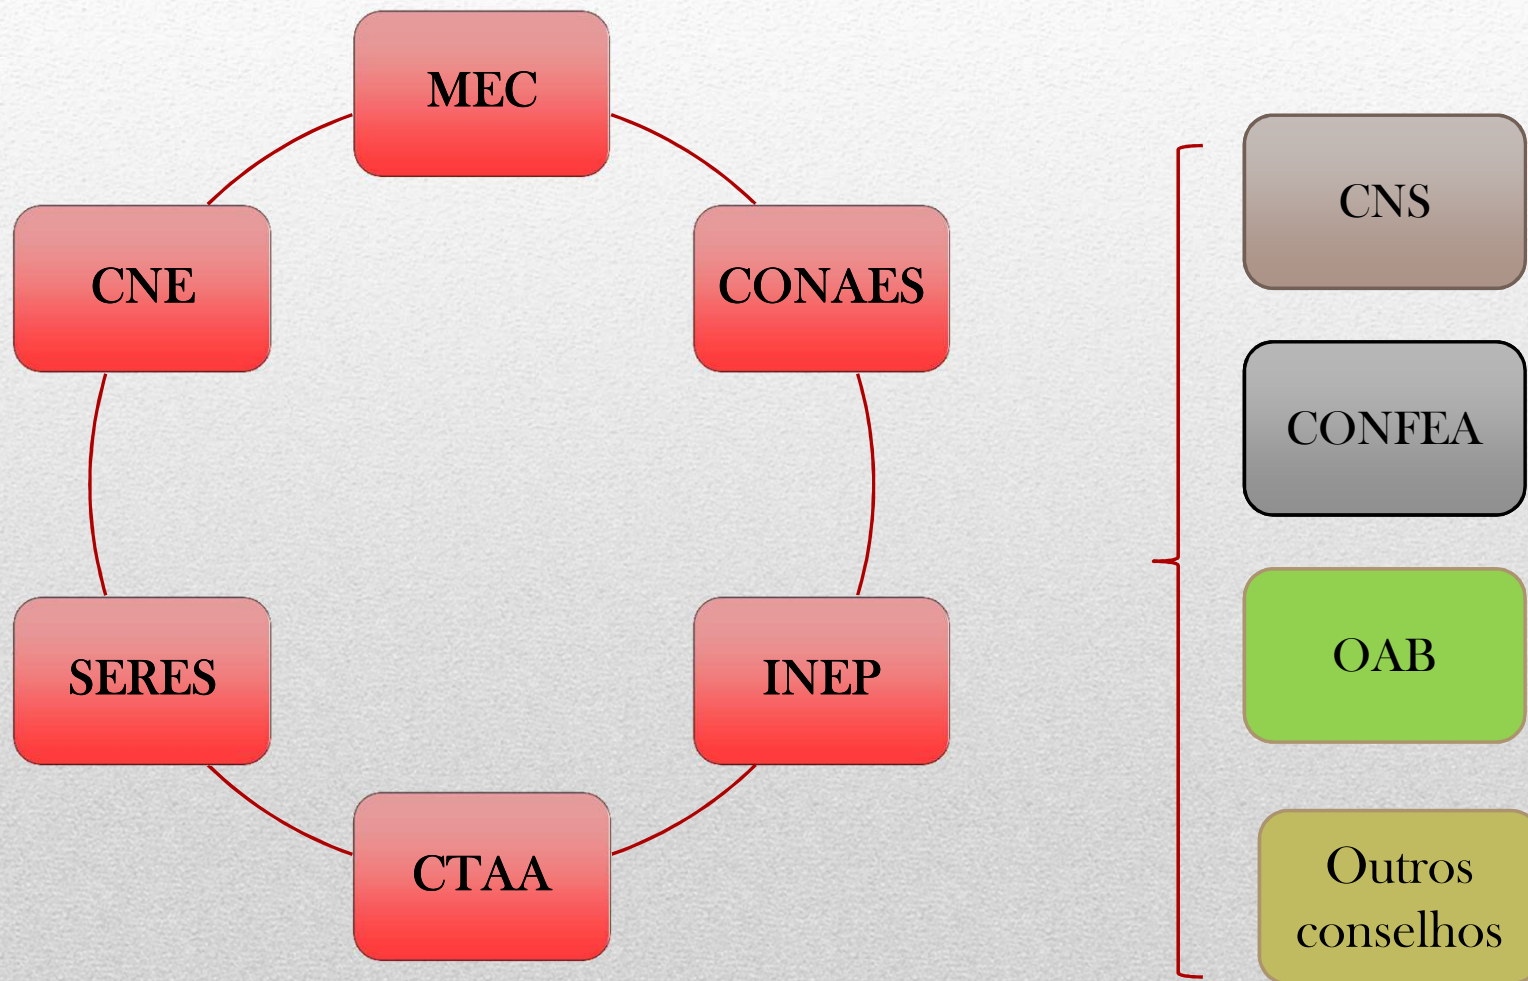 MEC
CONAES
INEP
CTAA
SERES
CNE
CNS
CONFEA
OAB
Outros
conselhos